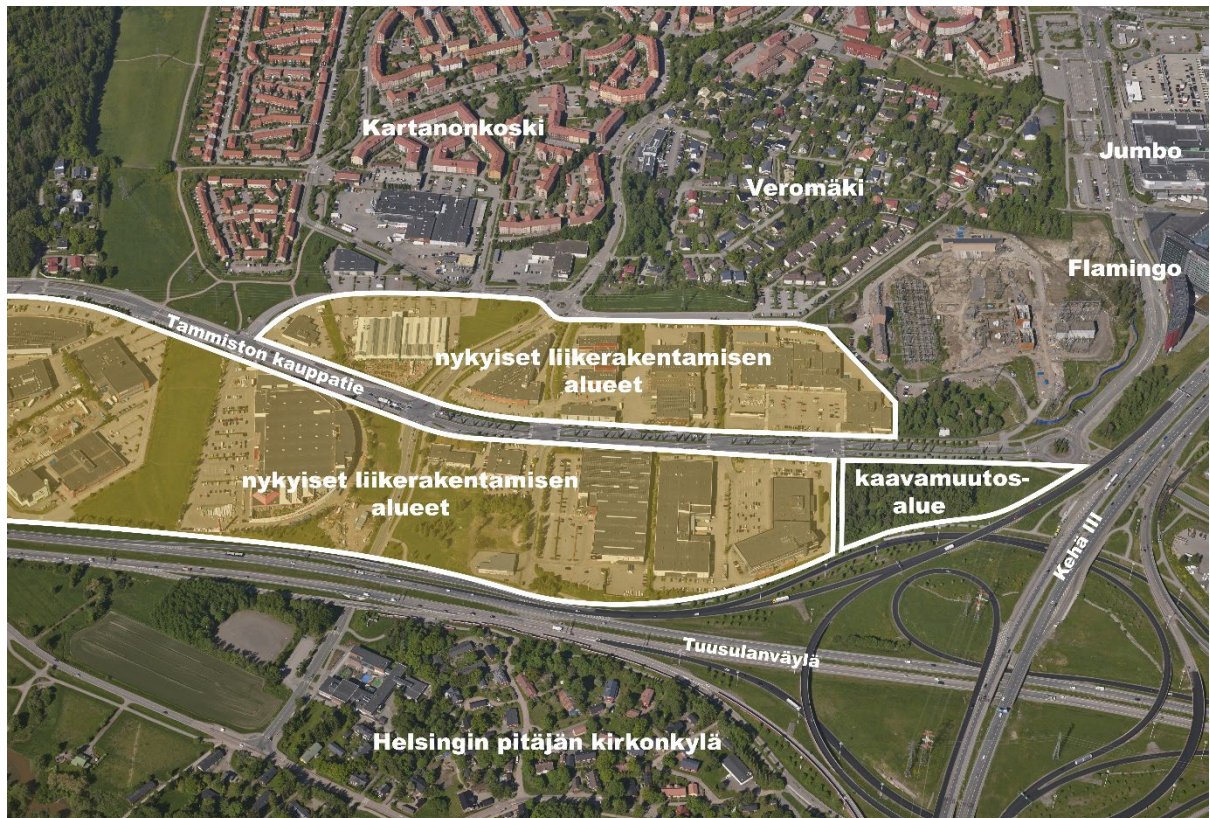 Kartanonkoski
Jumbo
Veromäki
Flamingo
Tammiston kauppatie
nykyiset liikerakentamisen
alueet
nykyiset liikerakentamisen
alueet
kaavamuutos-
alue
Kehä III
Tuusulanväylä
Helsingin pitäjän kirkonkylä